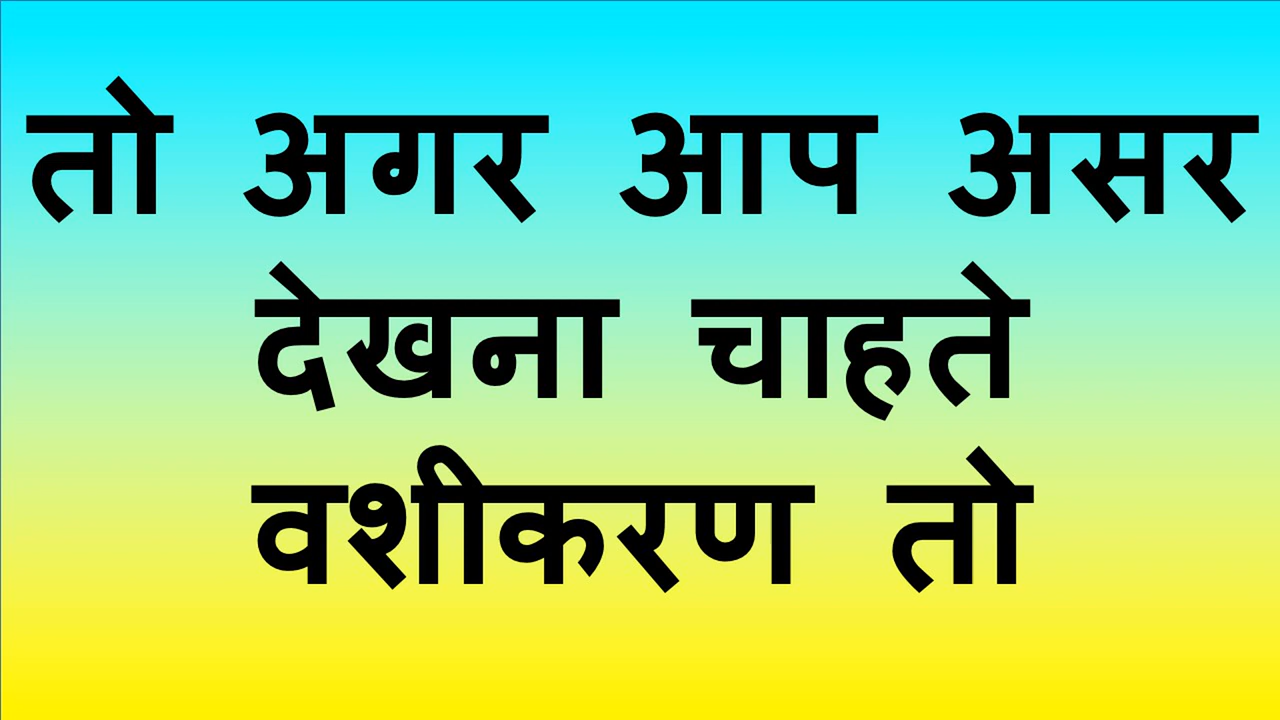 तो अगर आप असर
देखना चाहते
वशीकरण तो